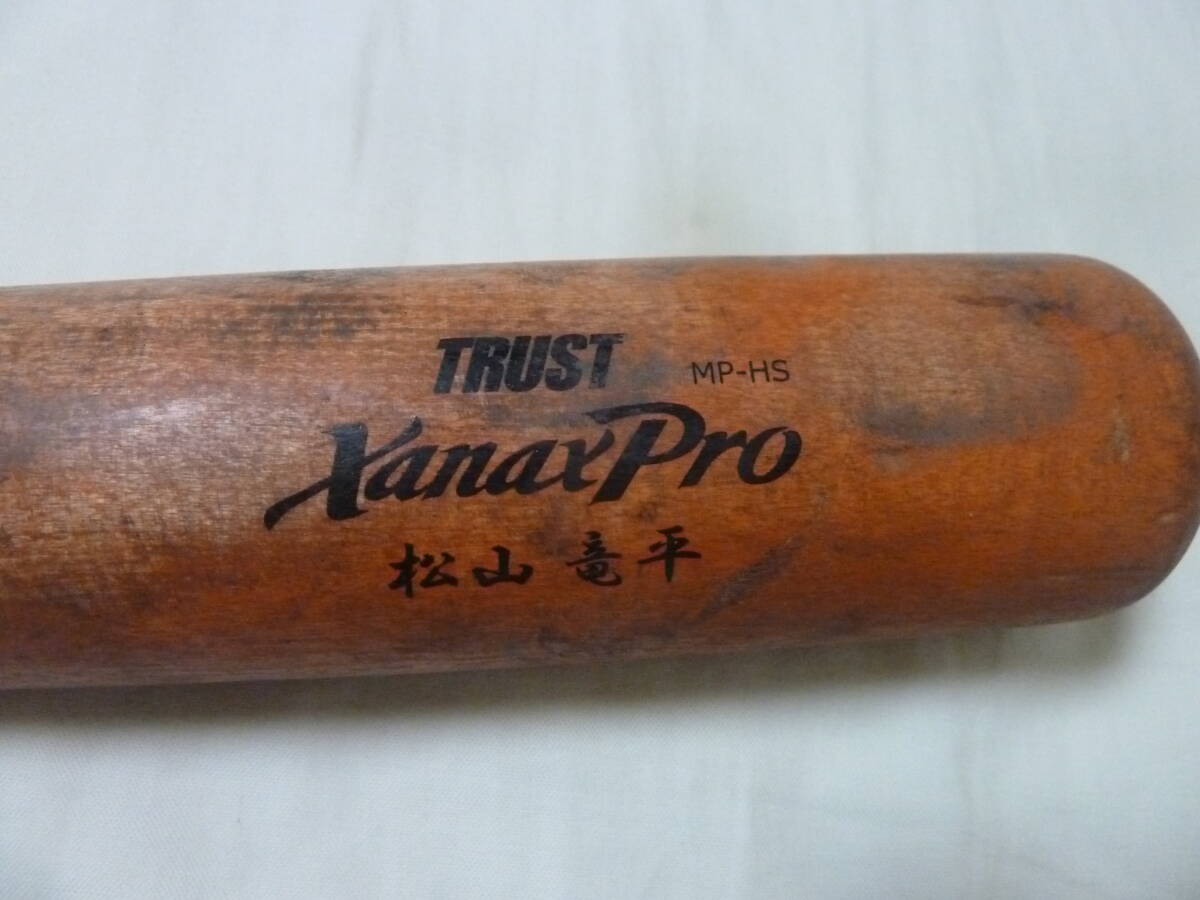 TRUST MP-HS
XanaxPro
松山 竜平